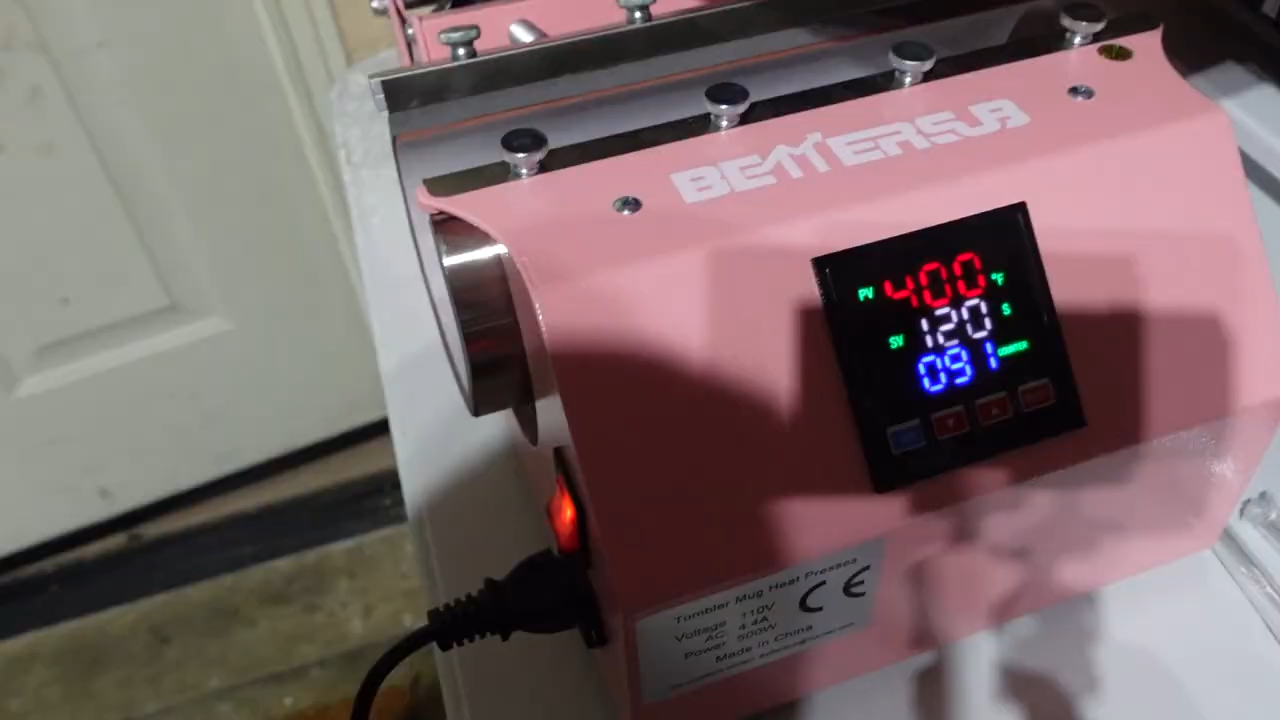 BETTERSUB
PV 400 °F
SV 120 S
091 COUNTER
Tumbler Mug Heat Presses
Voltage 110V
AC: 4.4A
Power 500W
Made in China
CE